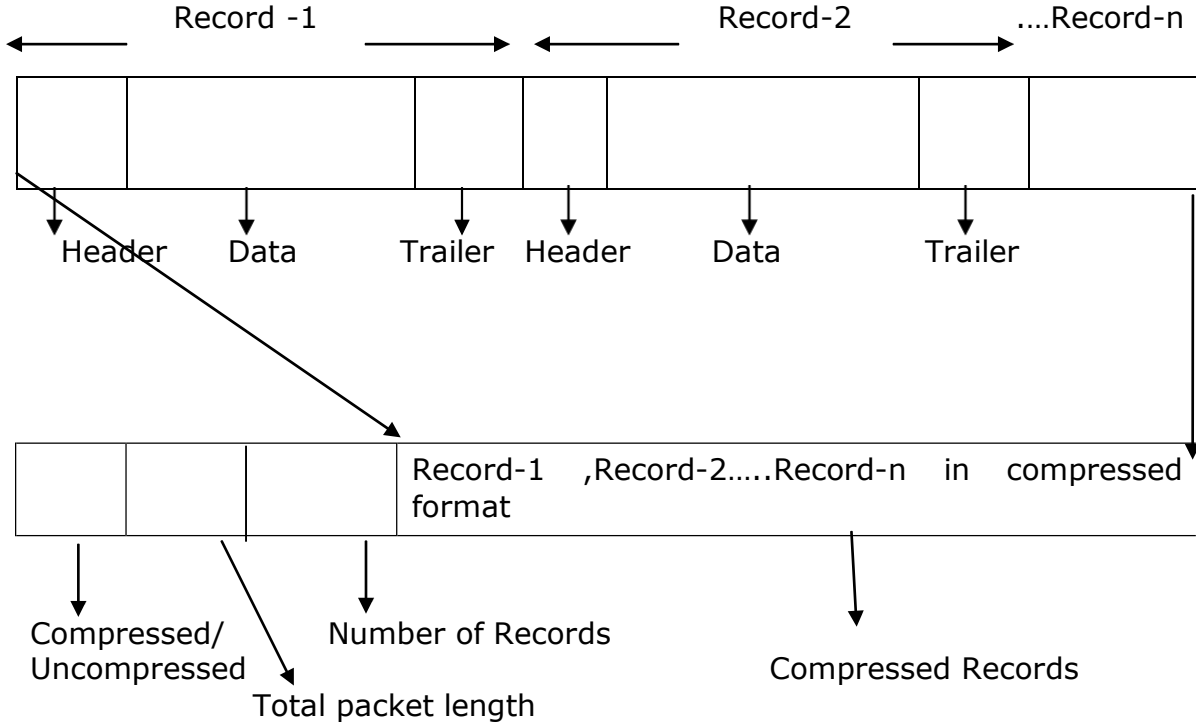 Record -1 Record-2 ....Record-n
Header Data Trailer Header Data Trailer
Record-1 ,Record-2.....Record-n in compressed
format
Compressed/
Uncompressed
Number of Records
Compressed Records
Total packet length